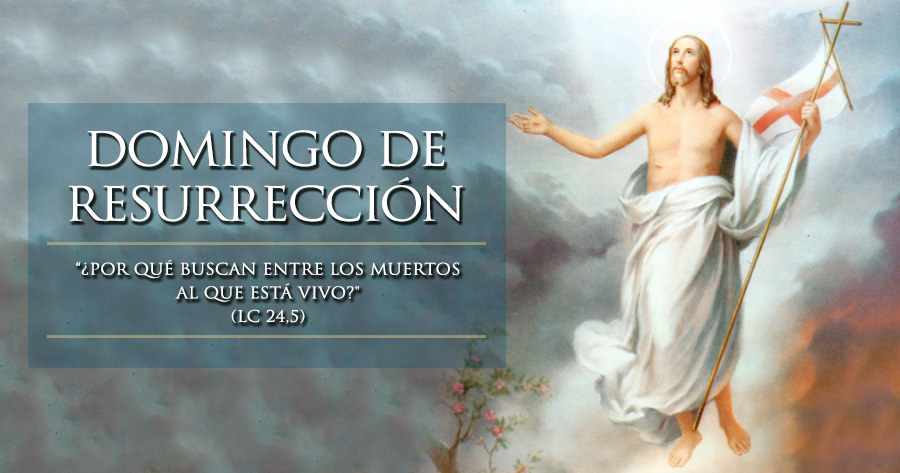 DOMINGO DE
RESURRECCIÓN
“¿POR QUÉ BUSCAN ENTRE LOS MUERTOS
AL QUE ESTÁ VIVO?"
(LC 24,5)